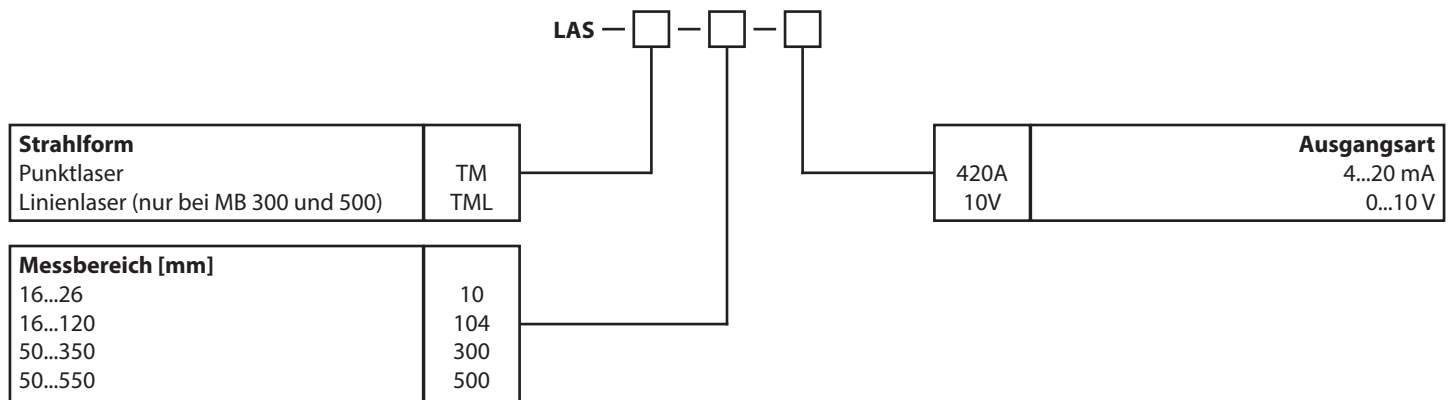 LAS — □ — □ — □
Strahlform
Punktlaser TM
Linienlaser (nur bei MB 300 und 500) TML
Ausgangsart
420A 4...20 mA
10V 0...10 V
Messbereich [mm]
16...26 10
16...120 104
50...350 300
50...550 500